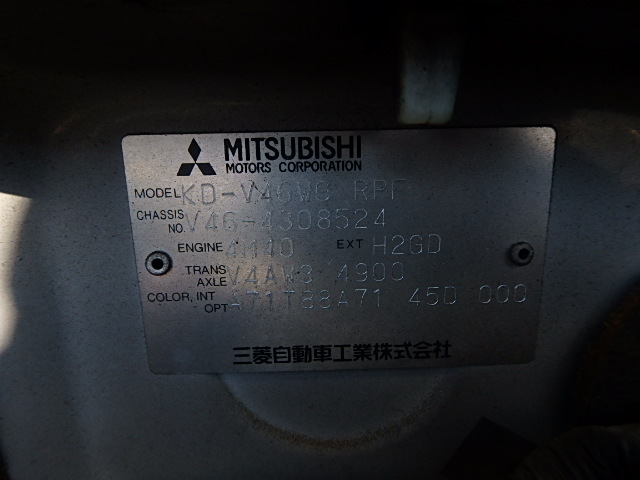 MITSUBISHI
MOTORS CORPORATION
MODEL KD-V46WG RPF
CHASSIS NO. V46-4308524
ENGINE 4M40 EXT H2GD
TRANS AXLE V4AW3 4900
COLOR, INT OPT A71T88A71 45D 000
三菱自動車工業株式会社